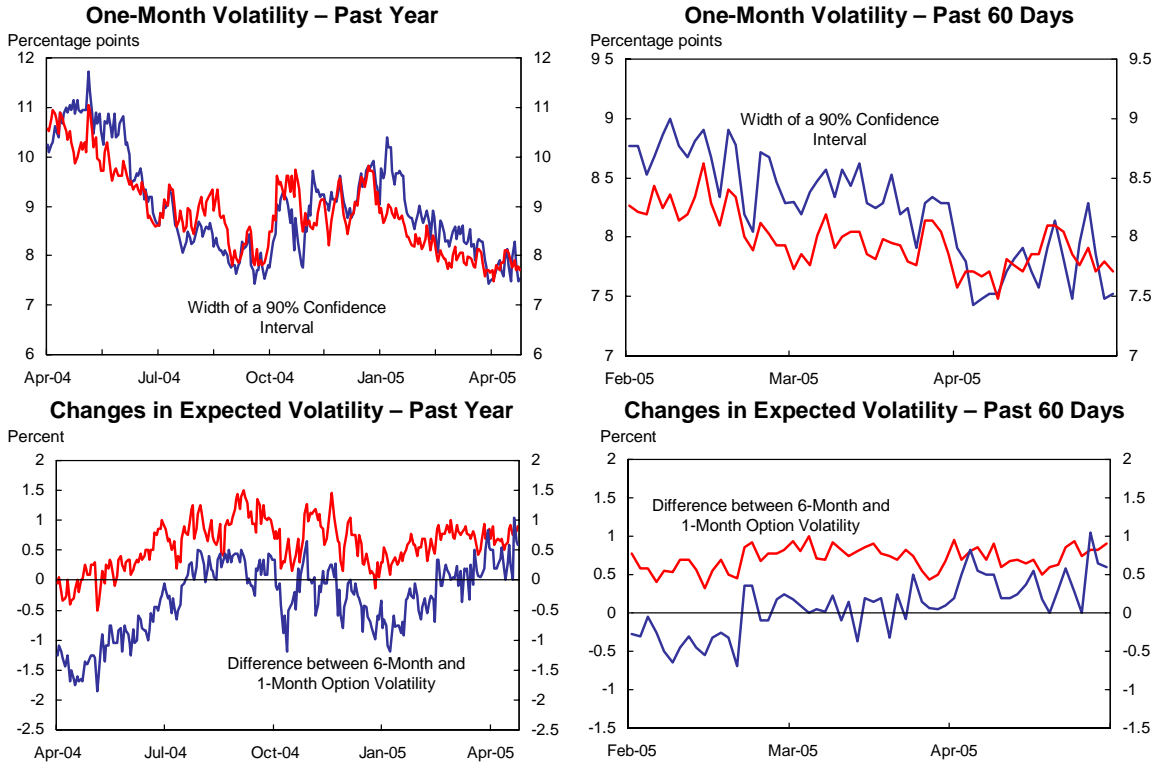 One-Month Volatility – Past Year
Percentage points
12 12
11 11
10 10
9 9
8 8
7 7
6 6
Width of a 90% Confidence
Interval
Apr-04 Jul-04 Oct-04 Jan-05 Apr-05
One-Month Volatility – Past 60 Days
Percentage points
9 5 9.5
9 9
8 5 8.5
8 8
7 5 7.5
7 7
Width of a 90% Confidence
Interval
Feb-05 Mar-05 Apr-05
Changes in Expected Volatility – Past Year
Percent
2 2
1.5 1.5
1 1
0.5 0.5
0 0
-0.5 -0.5
-1 -1
-1.5 -1.5
-2 -2
-2.5 -2.5
Difference between 6-Month and
1-Month Option Volatility
Apr-04 Jul-04 Oct-04 Jan-05 Apr-05
Changes in Expected Volatility – Past 60 Days
Percent
2 2
1.5 1.5
1 1
0.5 0.5
0 0
-0.5 -0.5
-1 -1
-1.5 -1.5
Difference between 6-Month and
1-Month Option Volatility
Feb-05 Mar-05 Apr-05